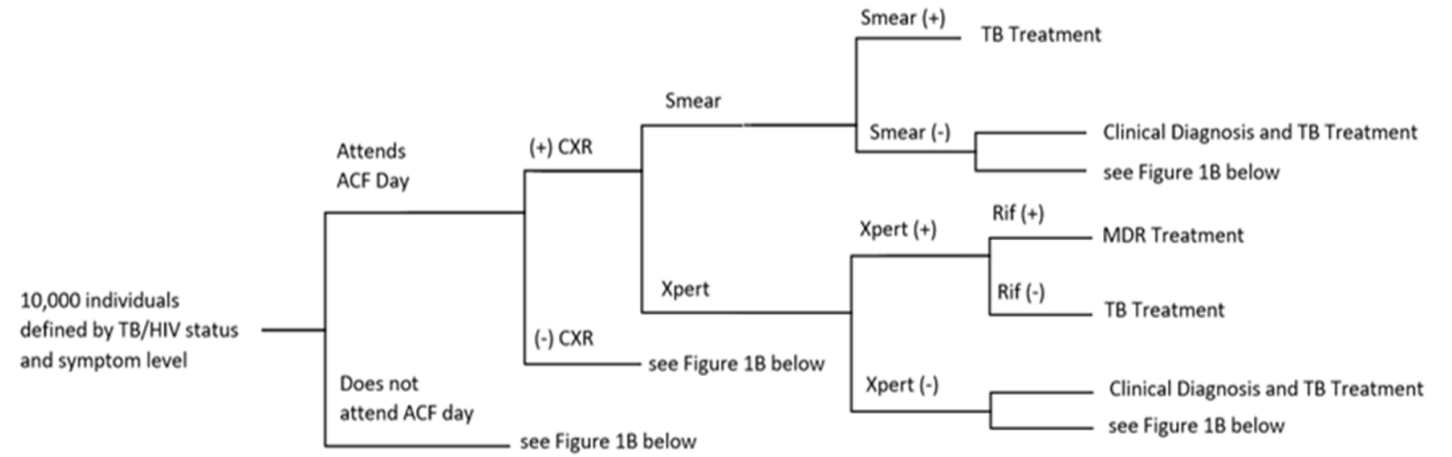 Smear (+)
TB Treatment
Smear
Smear (-)
Clinical Diagnosis and TB Treatment
see Figure 1B below
Attends
ACF Day
(+) CXR
Xpert (+)
Rif (+)
MDR Treatment
Rif (-)
TB Treatment
Xpert
10,000 individuals
defined by TB/HIV status
and symptom level
(-) CXR
see Figure 1B below
Xpert (-)
Clinical Diagnosis and TB Treatment
see Figure 1B below
Does not
attend ACF day
see Figure 1B below